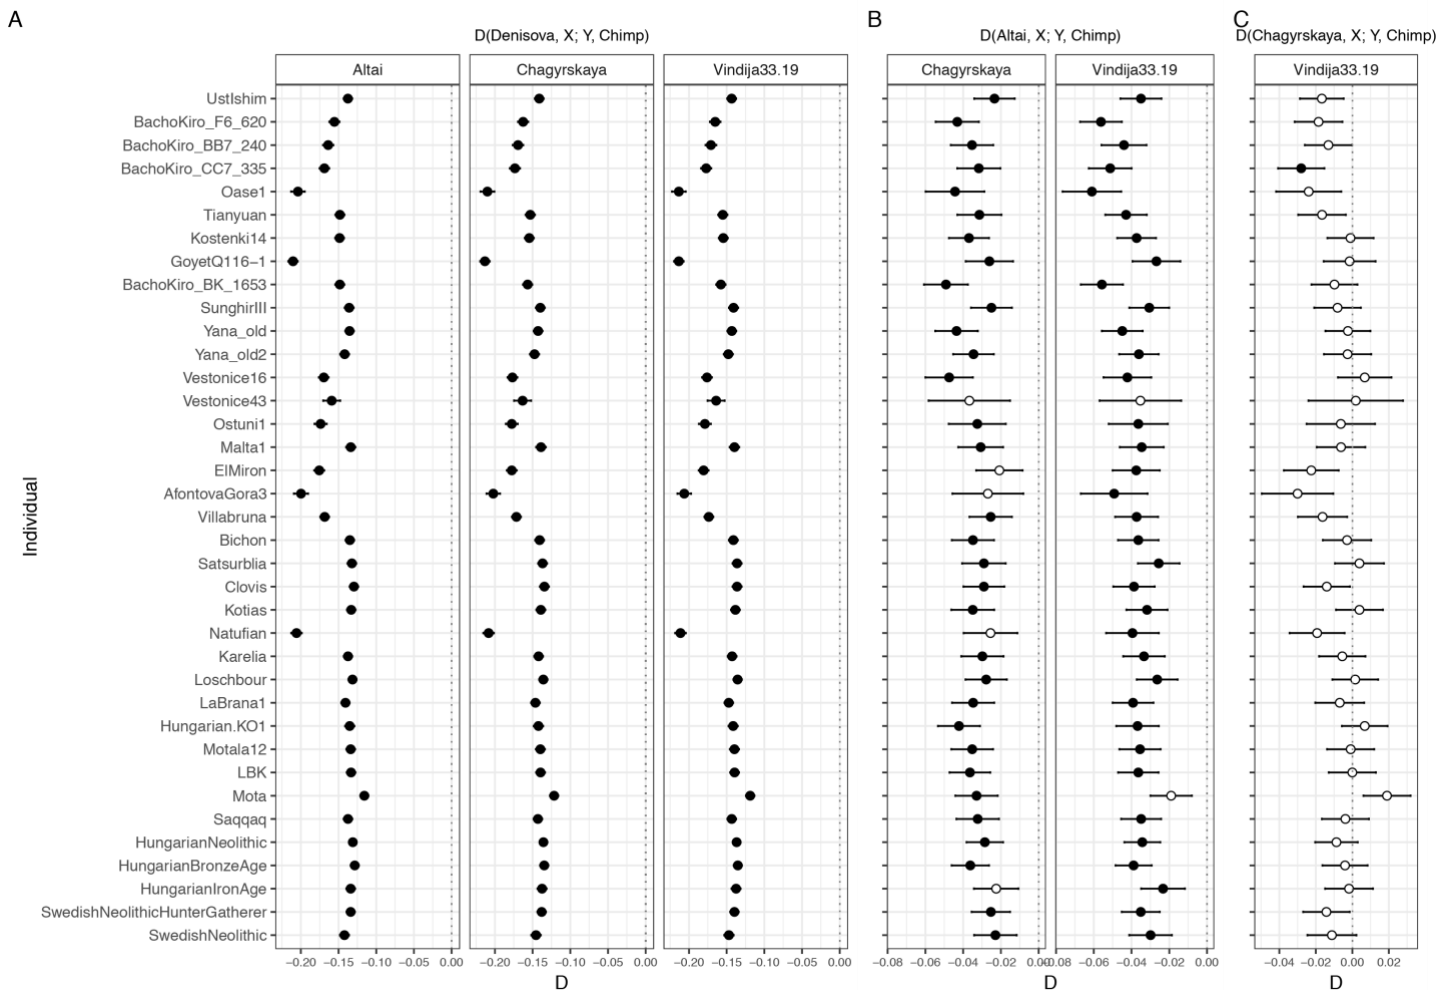 A
B
C
D(Denisova, X; Y, Chimp)
D(Altai, X; Y, Chimp)
D(Chagyrskaya, X; Y, Chimp)
Altai
Chagyrskaya
Vindija33.19
Chagyrskaya
Vindija33.19
Vindija33.19
Individual
UstIshim
BachoKiro_F6_620
BachoKiro_BB7_240
BachoKiro_CC7_335
Oase1
Tianyuan
Kostenki14
GoyetQ116−1
BachoKiro_BK_1653
SunghirIII
Yana_old
Yana_old2
Vestonice16
Vestonice43
Ostuni1
Malta1
ElMiron
AfontovaGora3
Villabruna
Bichon
Satsurblia
Clovis
Kotias
Natufian
Karelia
Loschbour
LaBrana1
Hungarian.KO1
Motala12
LBK
Mota
Saqqaq
HungarianNeolithic
HungarianBronzeAge
HungarianIronAge
SwedishNeolithicHunterGatherer
SwedishNeolithic
−0.20 −0.15 −0.10 −0.05 0.00
−0.20 −0.15 −0.10 −0.05 0.00
−0.20 −0.15 −0.10 −0.05 0.00
−0.08 −0.06 −0.04 −0.02 0.00
−0.08 −0.06 −0.04 −0.02 0.00
−0.04 −0.02 0.00 0.02
D
D
D